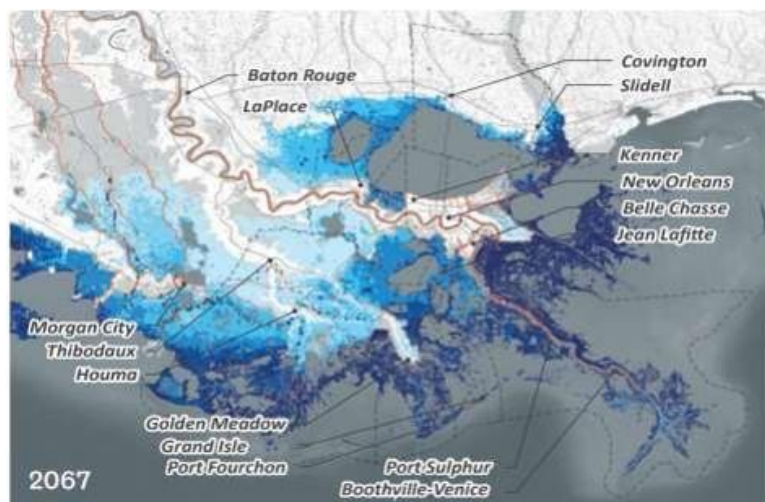 Baton Rouge
LaPlace
Covington
Slidell
Kenner
New Orleans
Belle Chasse
Jean Lafitte
Morgan City
Thibodaux
Houma
Golden Meadow
Grand Isle
Port Fourchon
Port Sulphur
Boothville-Venice
2067